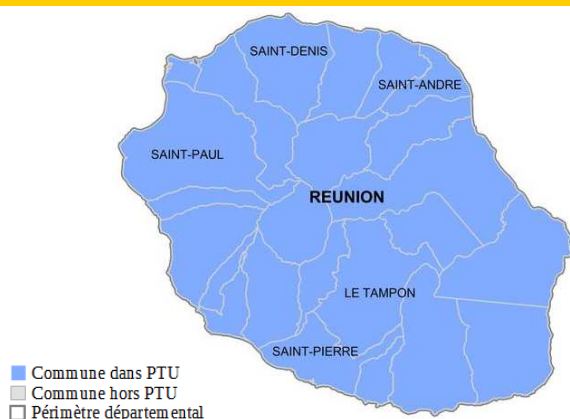 SAINT-DENIS
SAINT-ANDRE
SAINT-PAUL
REUNION
LE TAMPON
SAINT-PIERRE
Commune dans PTU
Commune hors PTU
Périmètre départemental